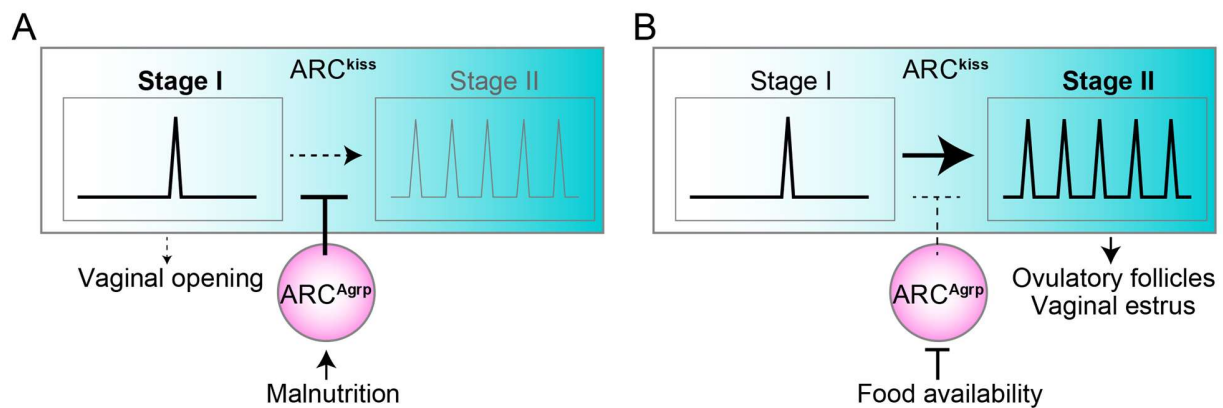 A
ARCkiss
Stage I
Stage II
Vaginal opening
ARCAgrp
Malnutrition
B
ARCkiss
Stage I
Stage II
ARCAgrp
Ovulatory follicles
Vaginal estrus
Food availability